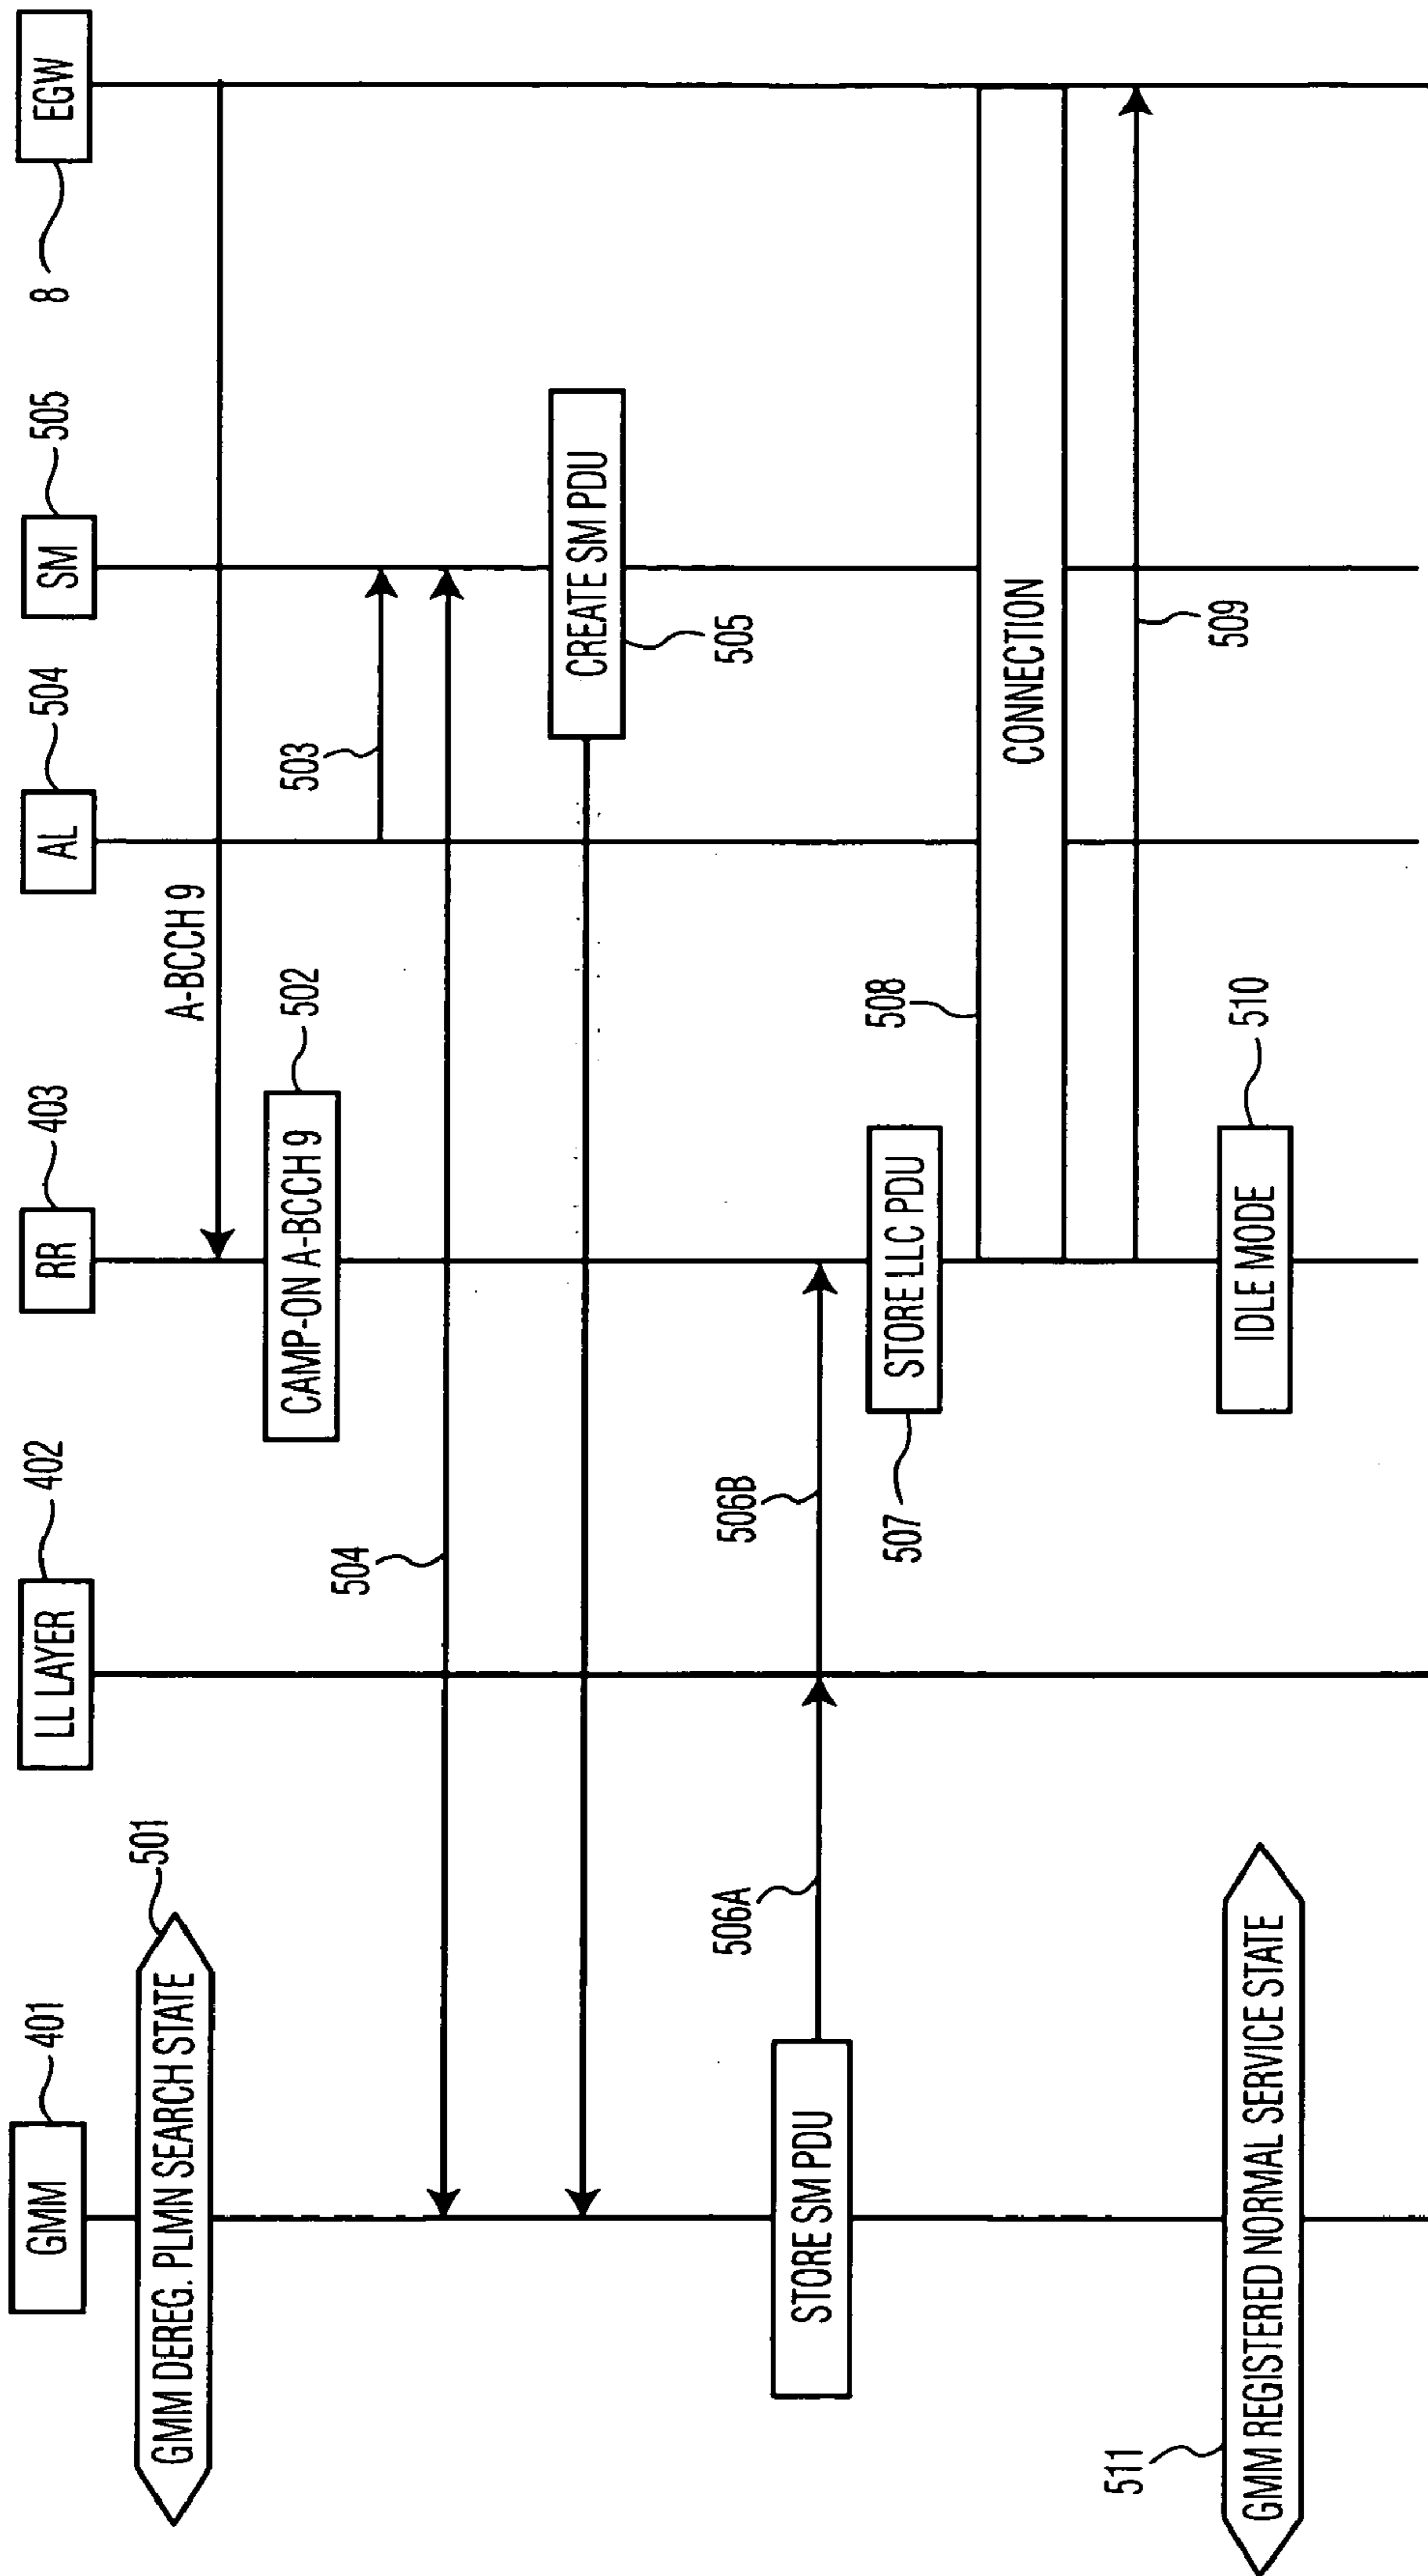 GMM
401
LL LAYER
402
RR
403
AL
504
SM
505
EGW
8
GMM DEREG. PLMN SEARCH STATE
501
A-BCCH 9
CAMP-ON A-BCCH 9
502
503
504
CREATE SM PDU
505
STORE SM PDU
506A
506B
STORE LLC PDU
507
508
CONNECTION
509
IDLE MODE
510
GMM REGISTERED NORMAL SERVICE STATE
511